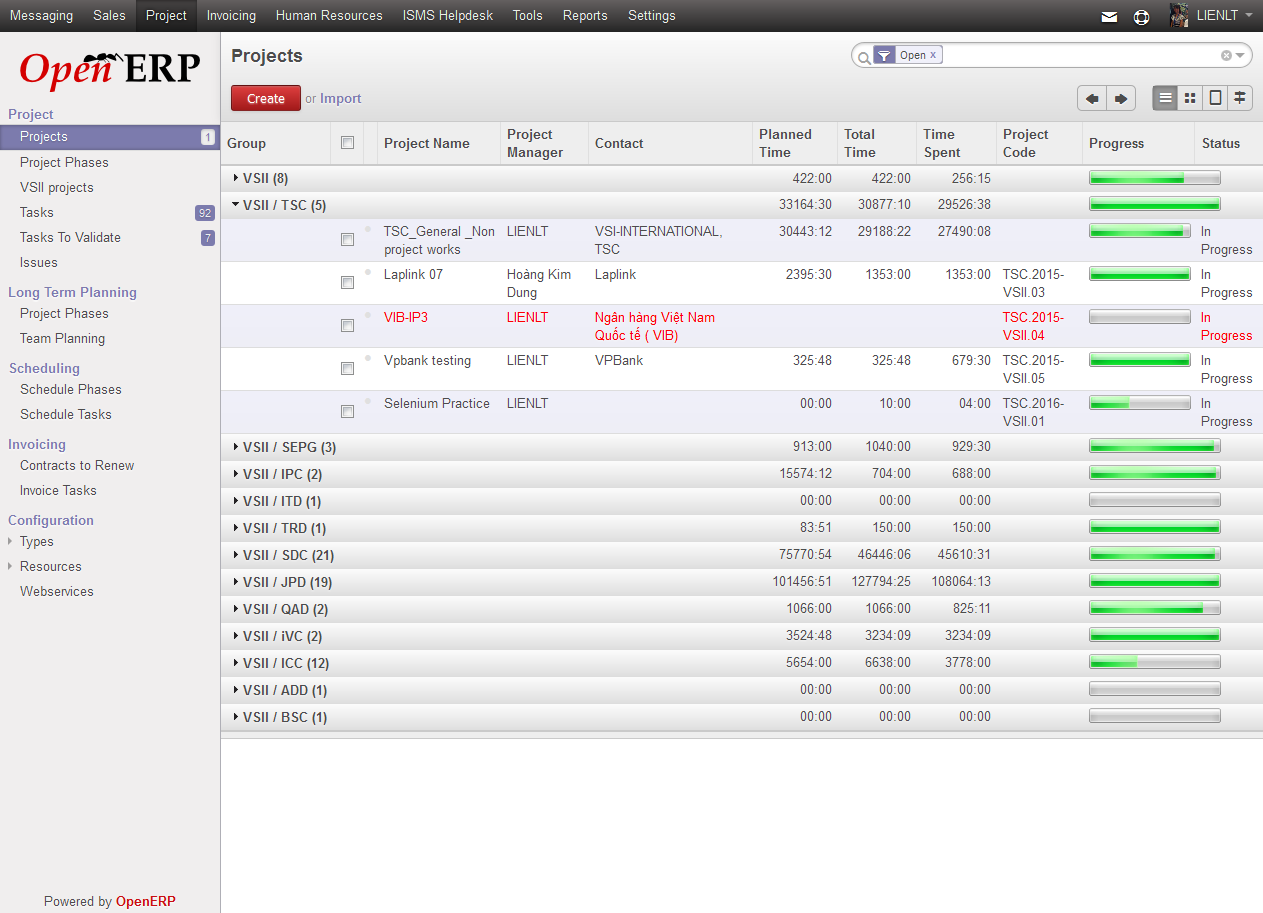 Messaging Sales Project Invoicing Human Resources ISMS Helpdesk Tools Reports Settings LIENLT
Open ERP
Projects
Open x
Create or Import
Project
Projects 1
Project Phases
VSII projects
Tasks 92
Tasks To Validate 7
Issues
Long Term Planning
Project Phases
Team Planning
Scheduling
Schedule Phases
Schedule Tasks
Invoicing
Contracts to Renew
Invoice Tasks
Configuration
Types
Resources
Webservices
Powered by OpenERP
Group Project Name Project Manager Contact Planned Time Total Time Time Spent Project Code Progress Status
VSII (8) 422:00 422:00 256:15
VSII / TSC (5) 33164:30 30877:10 29526:38
TSC_General _Non LIENLT VSI-INTERNATIONAL, 30443:12 29188:22 27490:08 In
project works TSC Progress
Laplink 07 Hoàng Kim Laplink 2395:30 1353:00 1353:00 TSC.2015- In
Dung VSII.03 Progress
VIB-IP3 LIENLT Ngân hàng Việt Nam TSC.2015- In
Quốc tế ( VIB) VSII.04 Progress
Vpbank testing LIENLT VPBank 325:48 325:48 679:30 TSC.2015- In
VSII.05 Progress
Selenium Practice LIENLT 00:00 10:00 04:00 TSC.2016- In
VSII.01 Progress
VSII / SEPG (3) 913:00 1040:00 929:30
VSII / IPC (2) 15574:12 704:00 688:00
VSII / ITD (1) 00:00 00:00 00:00
VSII / TRD (1) 83:51 150:00 150:00
VSII / SDC (21) 75770:54 46446:06 45610:31
VSII / JPD (19) 101456:51 127794:25 108064:13
VSII / QAD (2) 1066:00 1066:00 825:11
VSII / iVC (2) 3524:48 3234:09 3234:09
VSII / ICC (12) 5654:00 6638:00 3778:00
VSII / ADD (1) 00:00 00:00 00:00
VSII / BSC (1) 00:00 00:00 00:00